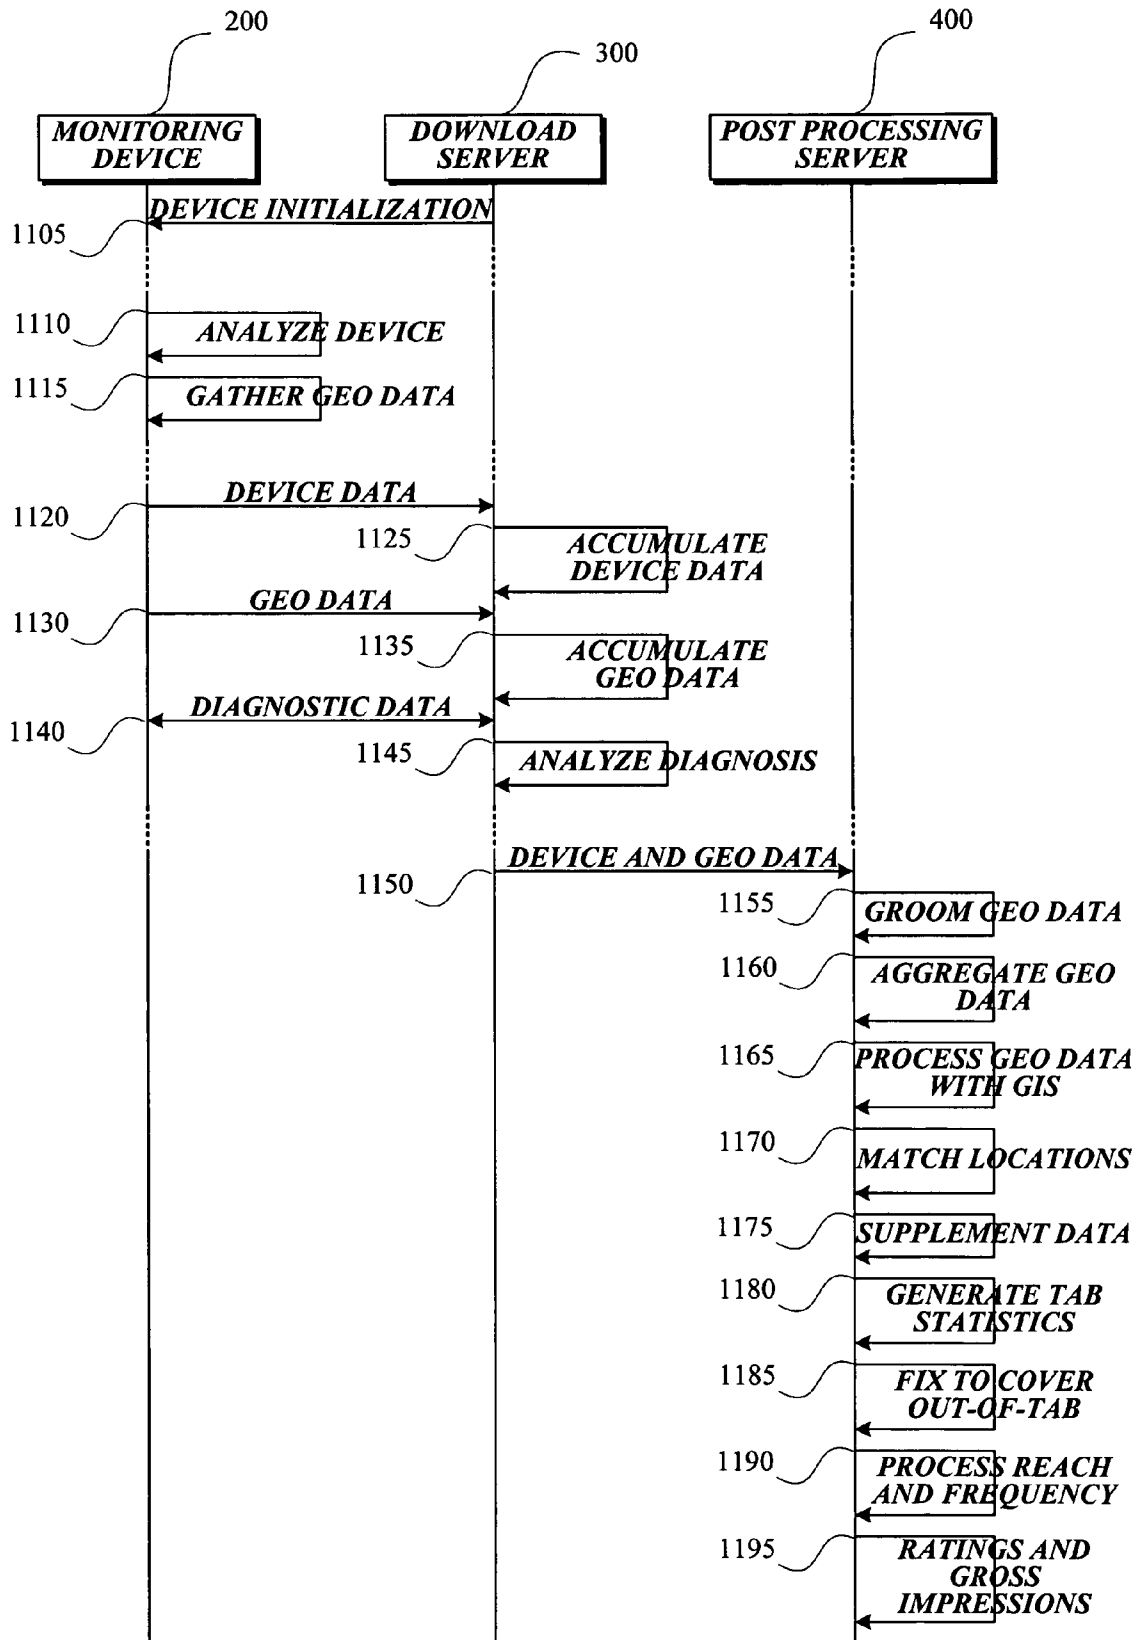 200
300
400
MONITORING
DEVICE
DOWNLOAD
SERVER
POST PROCESSING
SERVER
DEVICE INITIALIZATION
1105
1110
ANALYZE DEVICE
1115
GATHER GEO DATA
DEVICE DATA
1120
1125
ACCUMULATE
DEVICE DATA
GEO DATA
1130
1135
ACCUMULATE
GEO DATA
DIAGNOSTIC DATA
1140
1145
ANALYZE DIAGNOSIS
DEVICE AND GEO DATA
1150
1155
GROOM GEO DATA
1160
AGGREGATE GEO
DATA
1165
PROCESS GEO DATA
WITH GIS
1170
MATCH LOCATIONS
1175
SUPPLEMENT DATA
1180
GENERATE TAB
STATISTICS
1185
FIX TO COVER
OUT-OF-TAB
1190
PROCESS REACH
AND FREQUENCY
1195
RATINGS AND
GROSS
IMPRESSIONS